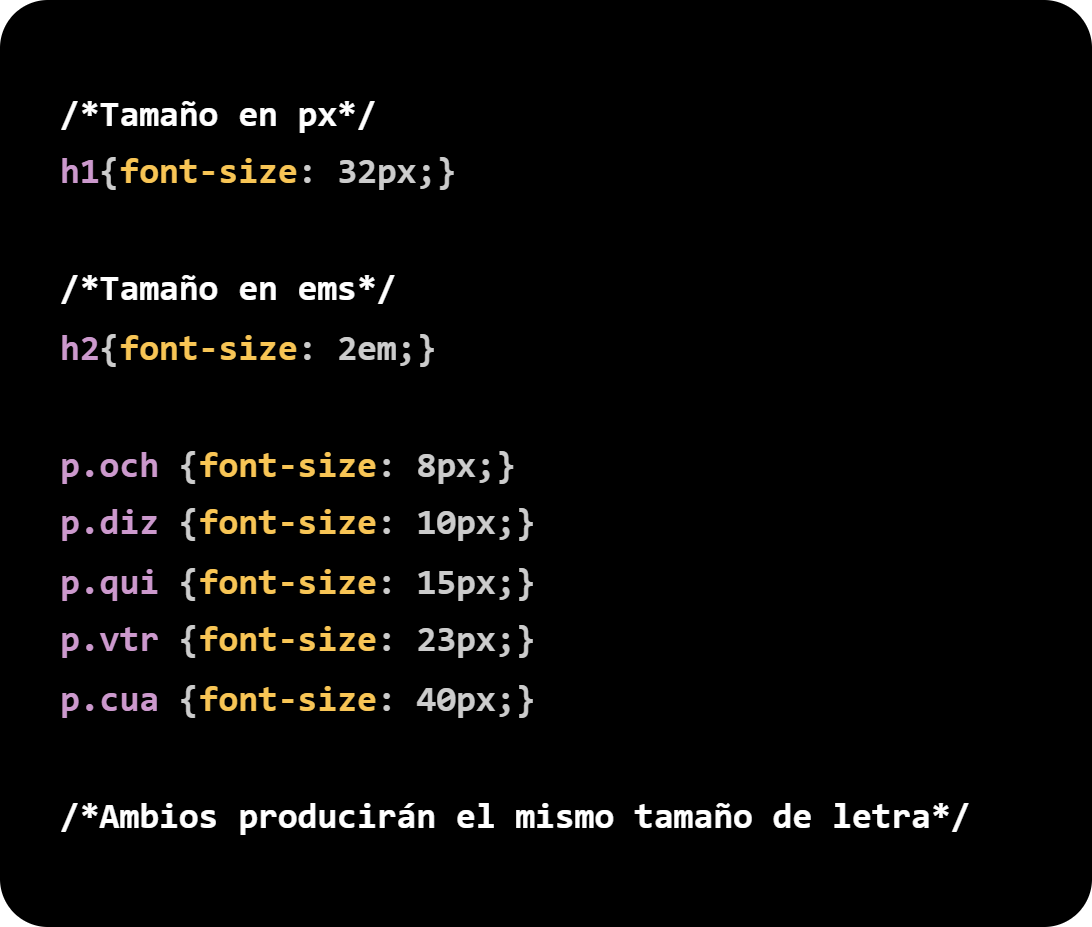 /*Tamaño en px*/
h1{font-size: 32px;}
/*Tamaño en ems*/
h2{font-size: 2em;}
p.och {font-size: 8px;}
p.diz {font-size: 10px;}
p.qui {font-size: 15px;}
p.vtr {font-size: 23px;}
p.cua {font-size: 40px;}
/*Ambios producirán el mismo tamaño de letra*/